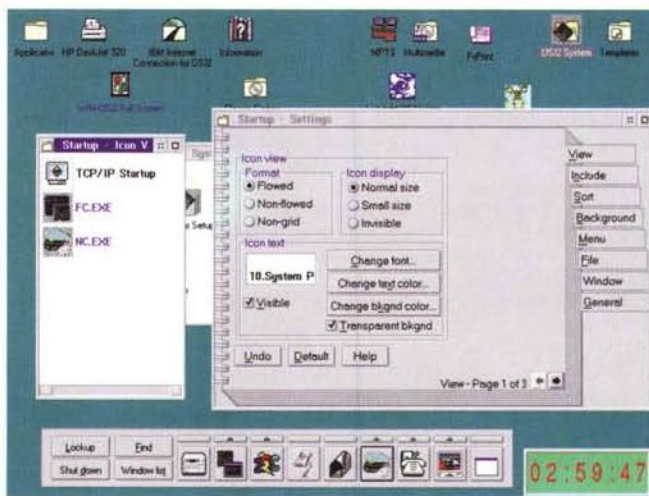 HP DeskJet 320
IBM Internet
Connection for OS/2
Information
MPTS
Multimedia
FxPrint
OS/2 System
Templates
WIN-OS/2 Full Screen
Startup - Icon V
TCP/IP Startup
FC.EXE
NC.EXE
Startup - Settings
Icon view
Format
Flowed
Non-flowed
Non-grid
Icon display
Normal size
Small size
Invisible
Icon text
10.System P
Visible
Change font...
Change text color...
Change bkgnd color...
Transparent bkgnd
Undo
Default
Help
View - Page 1 of 3
View
Include
Sort
Background
Menu
File
Window
General
Lookup
Find
Shut down
Window list
02:59:47